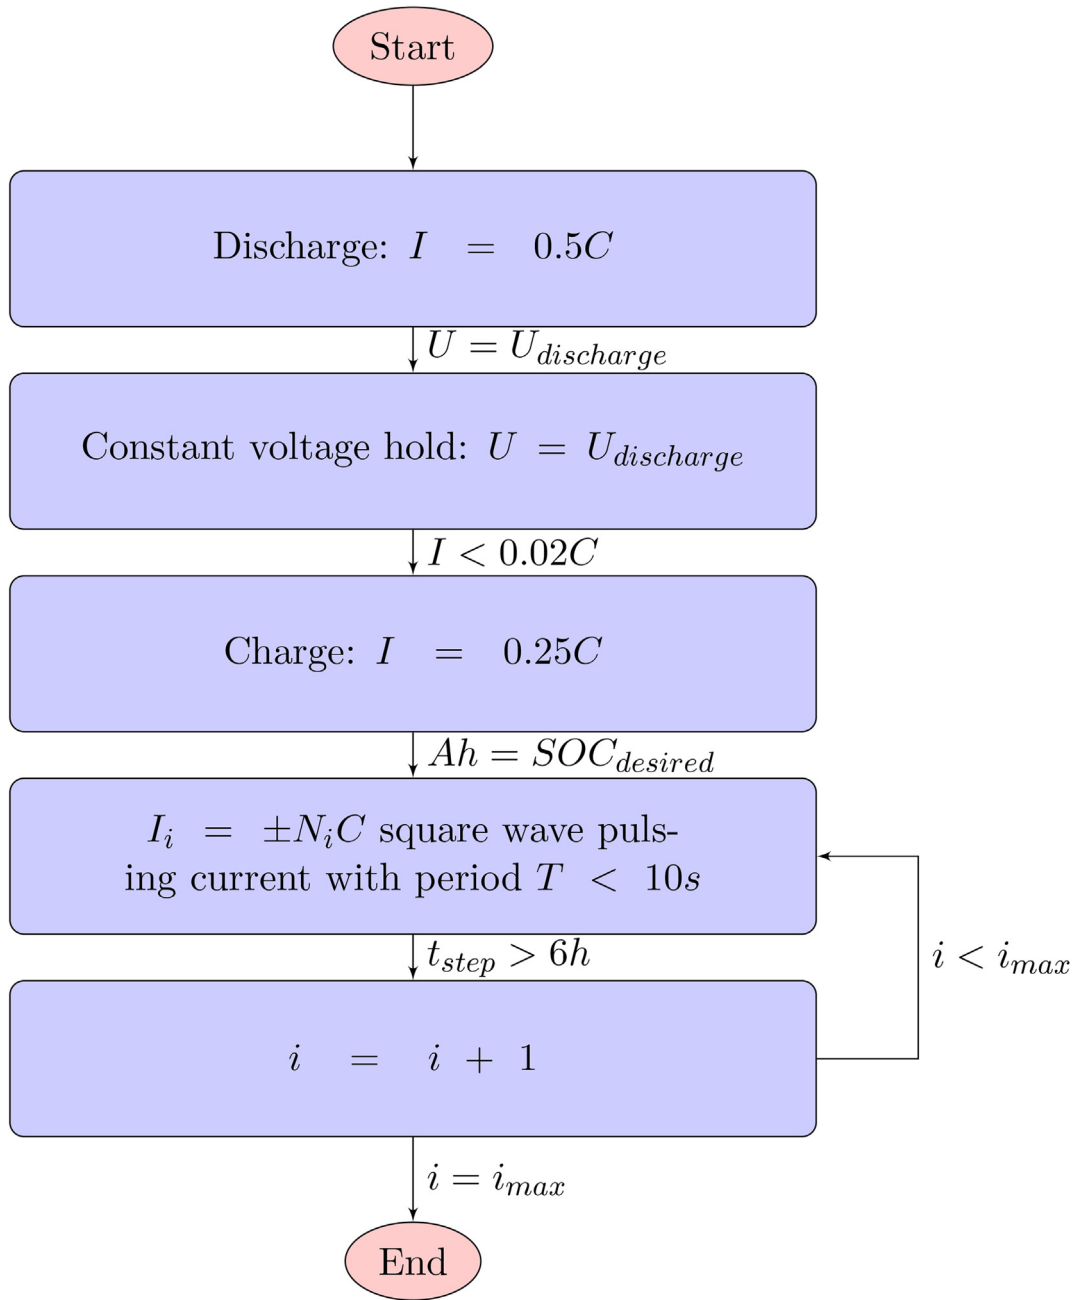 Start
Discharge: I = 0.5C
U = U_discharge
Constant voltage hold: U = U_discharge
I < 0.02C
Charge: I = 0.25C
Ah = SOC_desired
I_i = ±N_iC square wave puls-
ing current with period T < 10s
t_step > 6h
i < i_max
i = i + 1
i = i_max
End